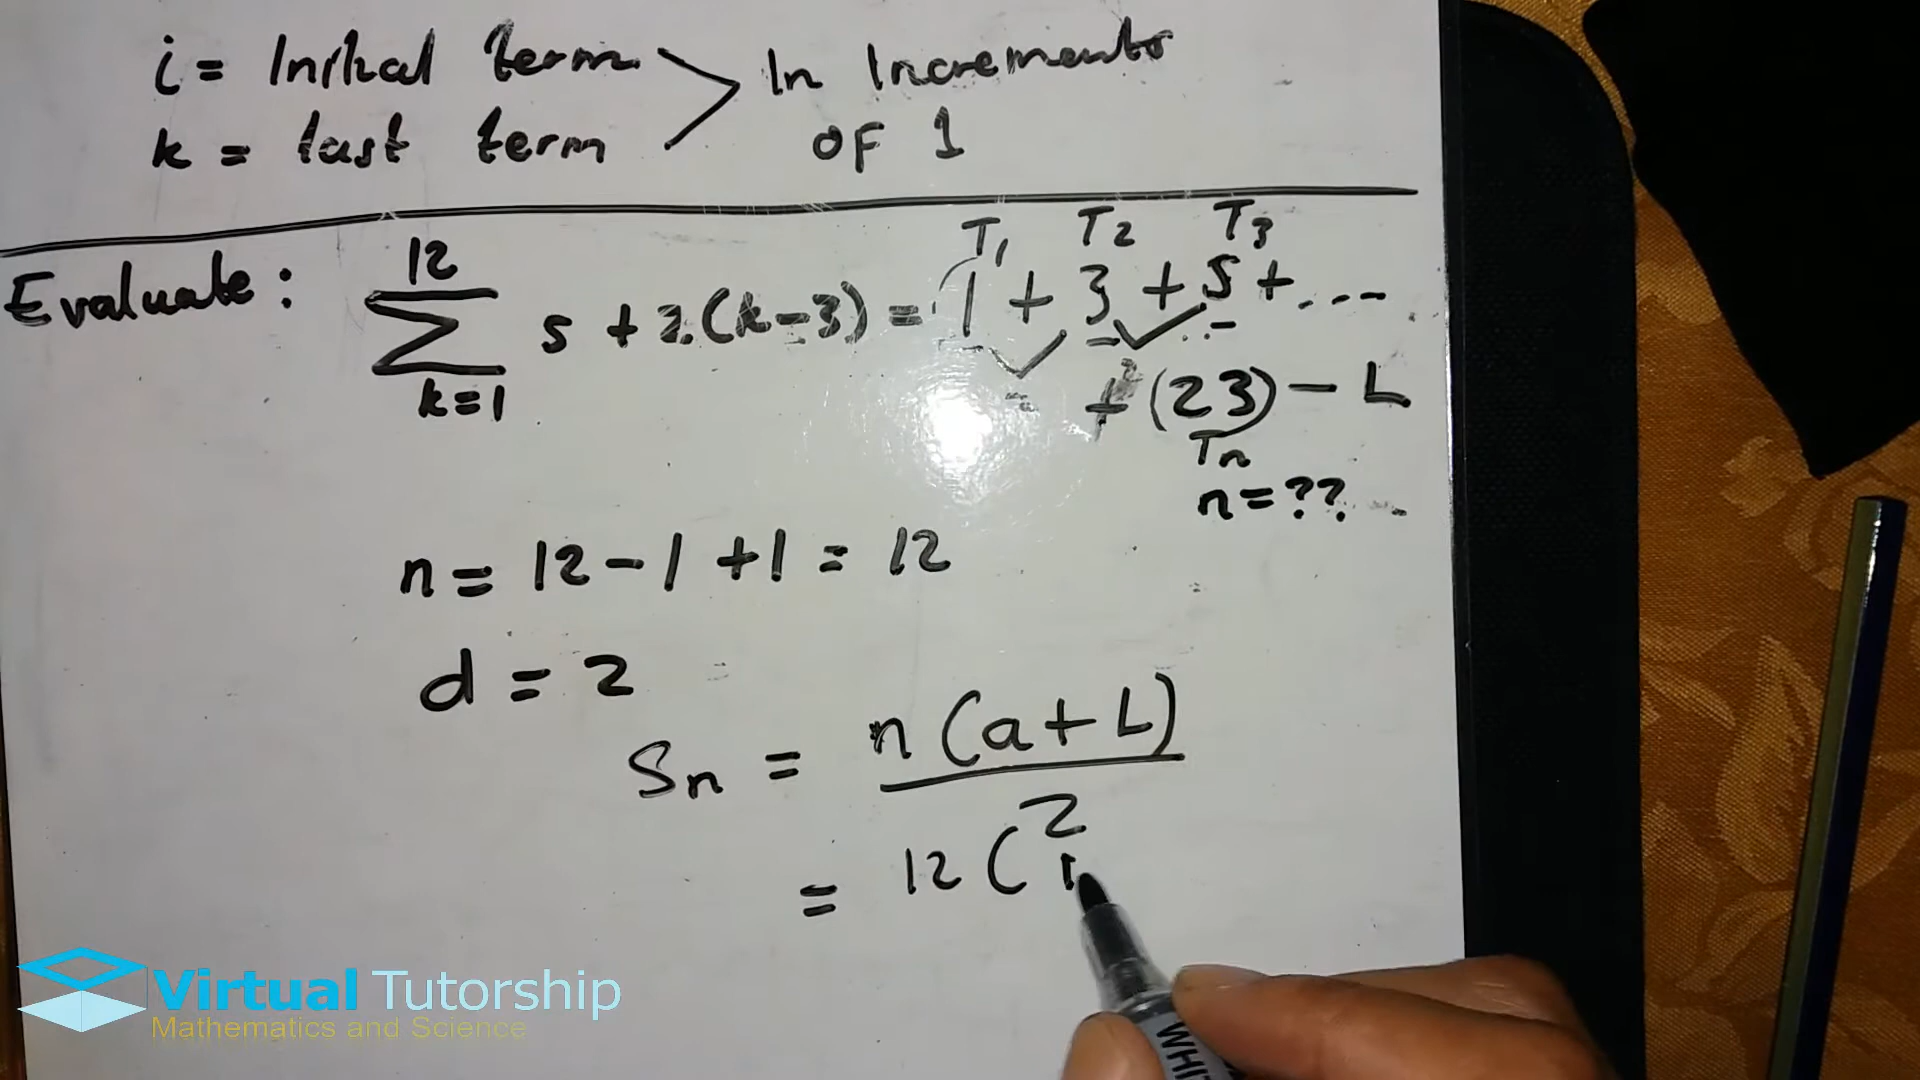 i = Initial term
k = last term
In Increments
OF 1
T1 T2 T3
12
Evaluate: Σ 5 + 2.(k-3) = 1 + 3 + 5 + ...
k=1
+ (23) - L
Tn
n = ??
n = 12 - 1 + 1 = 12
d = 2
Sn = n(a+L)
2
= 12 ( 1
Virtual Tutorship
Mathematics and Science